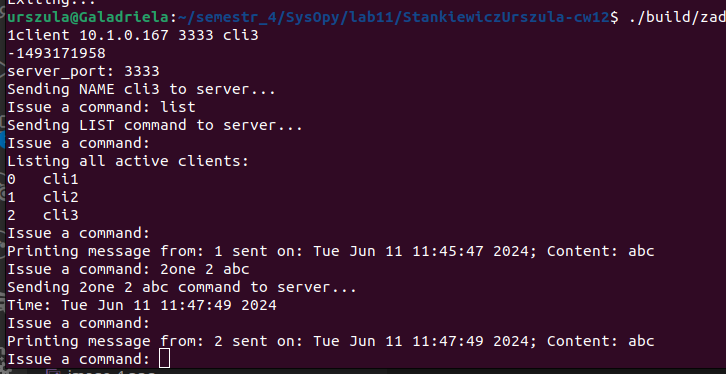 Exiting...
urszula@Galadriela:~/semestr_4/SysOpy/lab11/StankiewiczUrszula-cw12$ ./build/zad
1client 10.1.0.167 3333 cli3
-1493171958
server_port: 3333
Sending NAME cli3 to server...
Issue a command: list
Sending LIST command to server...
Issue a command:
Listing all active clients:
0   cli1
1   cli2
2   cli3
Issue a command:
Printing message from: 1 sent on: Tue Jun 11 11:45:47 2024; Content: abc
Issue a command: 2one 2 abc
Sending 2one 2 abc command to server...
Time: Tue Jun 11 11:47:49 2024
Issue a command:
Printing message from: 2 sent on: Tue Jun 11 11:47:49 2024; Content: abc
Issue a command: